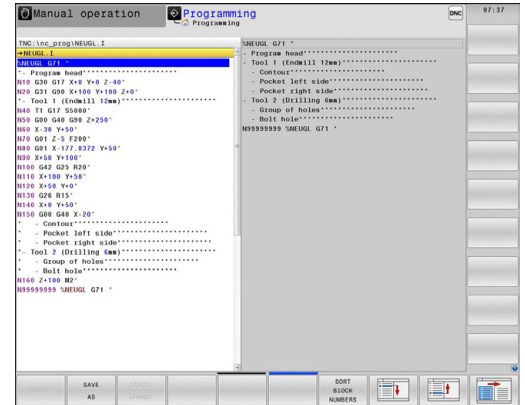 Manual operation
Programming
Programming
DNC
07:37
TNC:\nc_prog\NEUGL.I
→NEUGL.I
%NEUGL G71 *
*- Program head*********************
N10 G30 G17 X+0 Y+0 Z-40*
N20 G31 G90 X+100 Y+100 Z+0*
*- Tool 1 (Endmill 12mm)*********************
N40 T1 G17 S5000*
N50 G00 G40 G90 Z+250*
N60 X-30 Y+50*
N70 G01 Z-5 F200*
N80 G01 X-177.8372 Y+50*
N90 X+50 Y+100*
N100 G42 G25 R20*
N110 X+100 Y+50*
N120 X+50 Y+0*
N130 G26 R15*
N140 X+0 Y+50*
N150 G00 G40 X-20*
* - Contour*********************
* - Pocket left side*********************
* - Pocket right side*********************
*- Tool 2 (Drilling 6mm)*********************
* - Group of holes*********************
* - Bolt hole*********************
N160 Z+100 M2*
N99999999 %NEUGL G71 *
%NEUGL G71 *
- Program head*********************
- Tool 1 (Endmill 12mm)*********************
- Contour*********************
- Pocket left side*********************
- Pocket right side*********************
- Tool 2 (Drilling 6mm)*********************
- Group of holes*********************
- Bolt hole*********************
N99999999 %NEUGL G71 *
SAVE
AS
CANCEL
CHANGE
SORT
BLOCK
NUMBERS